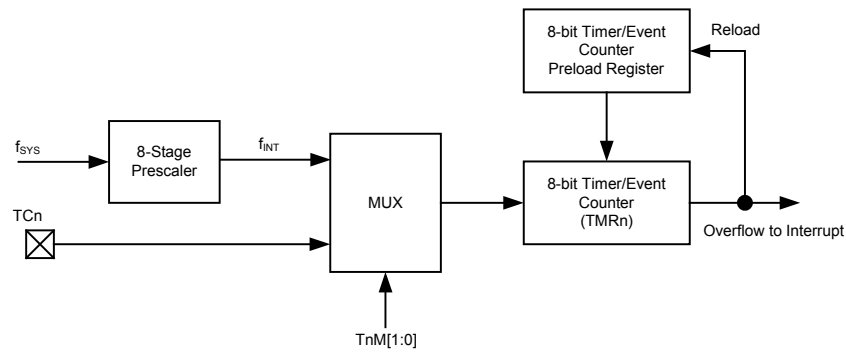 8-bit Timer/Event
Counter
Preload Register
Reload
fSYS
8-Stage
Prescaler
fINT
MUX
8-bit Timer/Event
Counter
(TMRn)
TCn
Overflow to Interrupt
TnM[1:0]